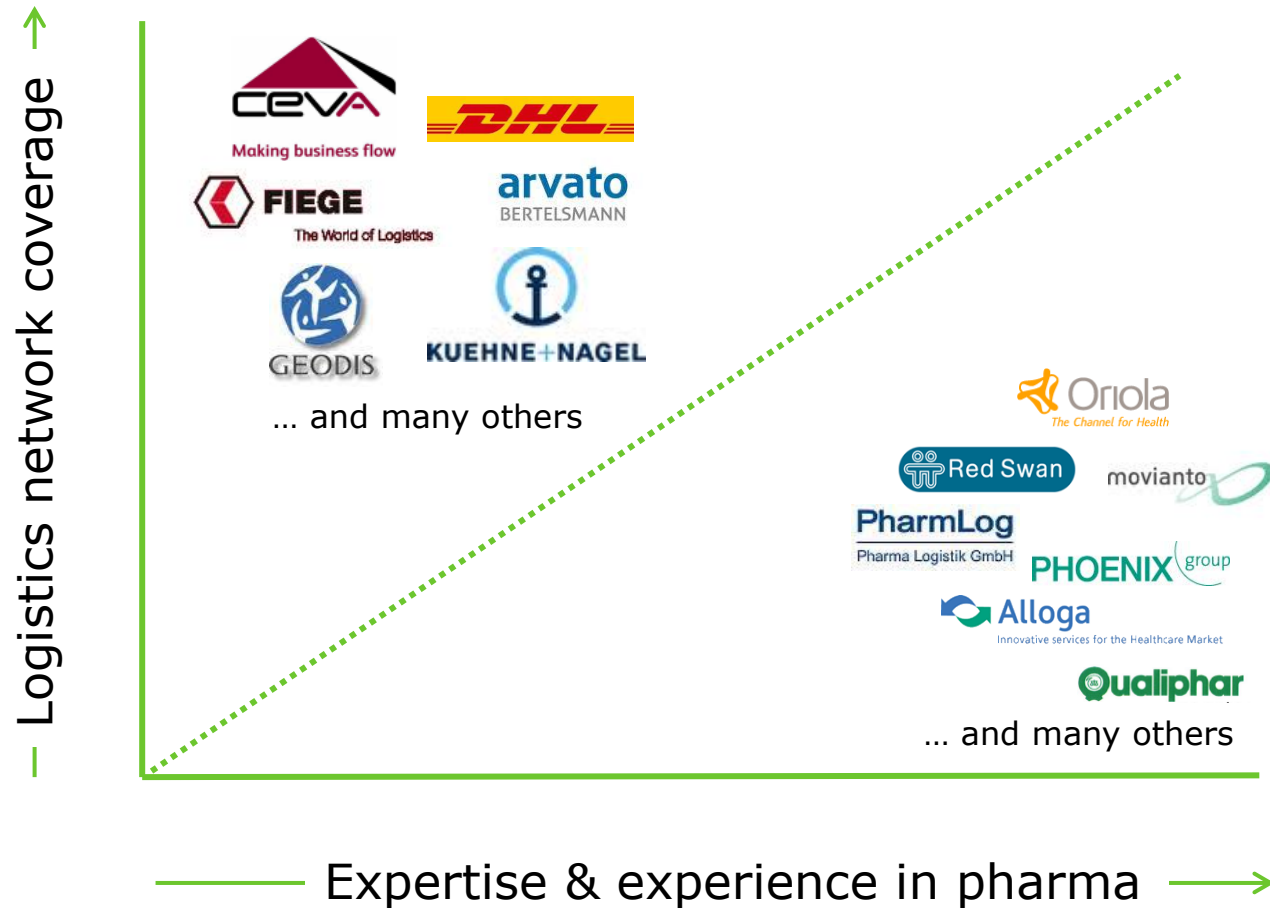 Logistics network coverage
CEVA
Making business flow
DHL
FIEGE
The World of Logistics
arvato
BERTELSMANN
GEODIS
KUEHNE+NAGEL
... and many others
Oriola
The Channel for Health
Red Swan
movianto
PharmLog
Pharma Logistik GmbH
PHOENIX group
Alloga
Innovative services for the Healthcare Market
Qualiphar
... and many others
Expertise & experience in pharma